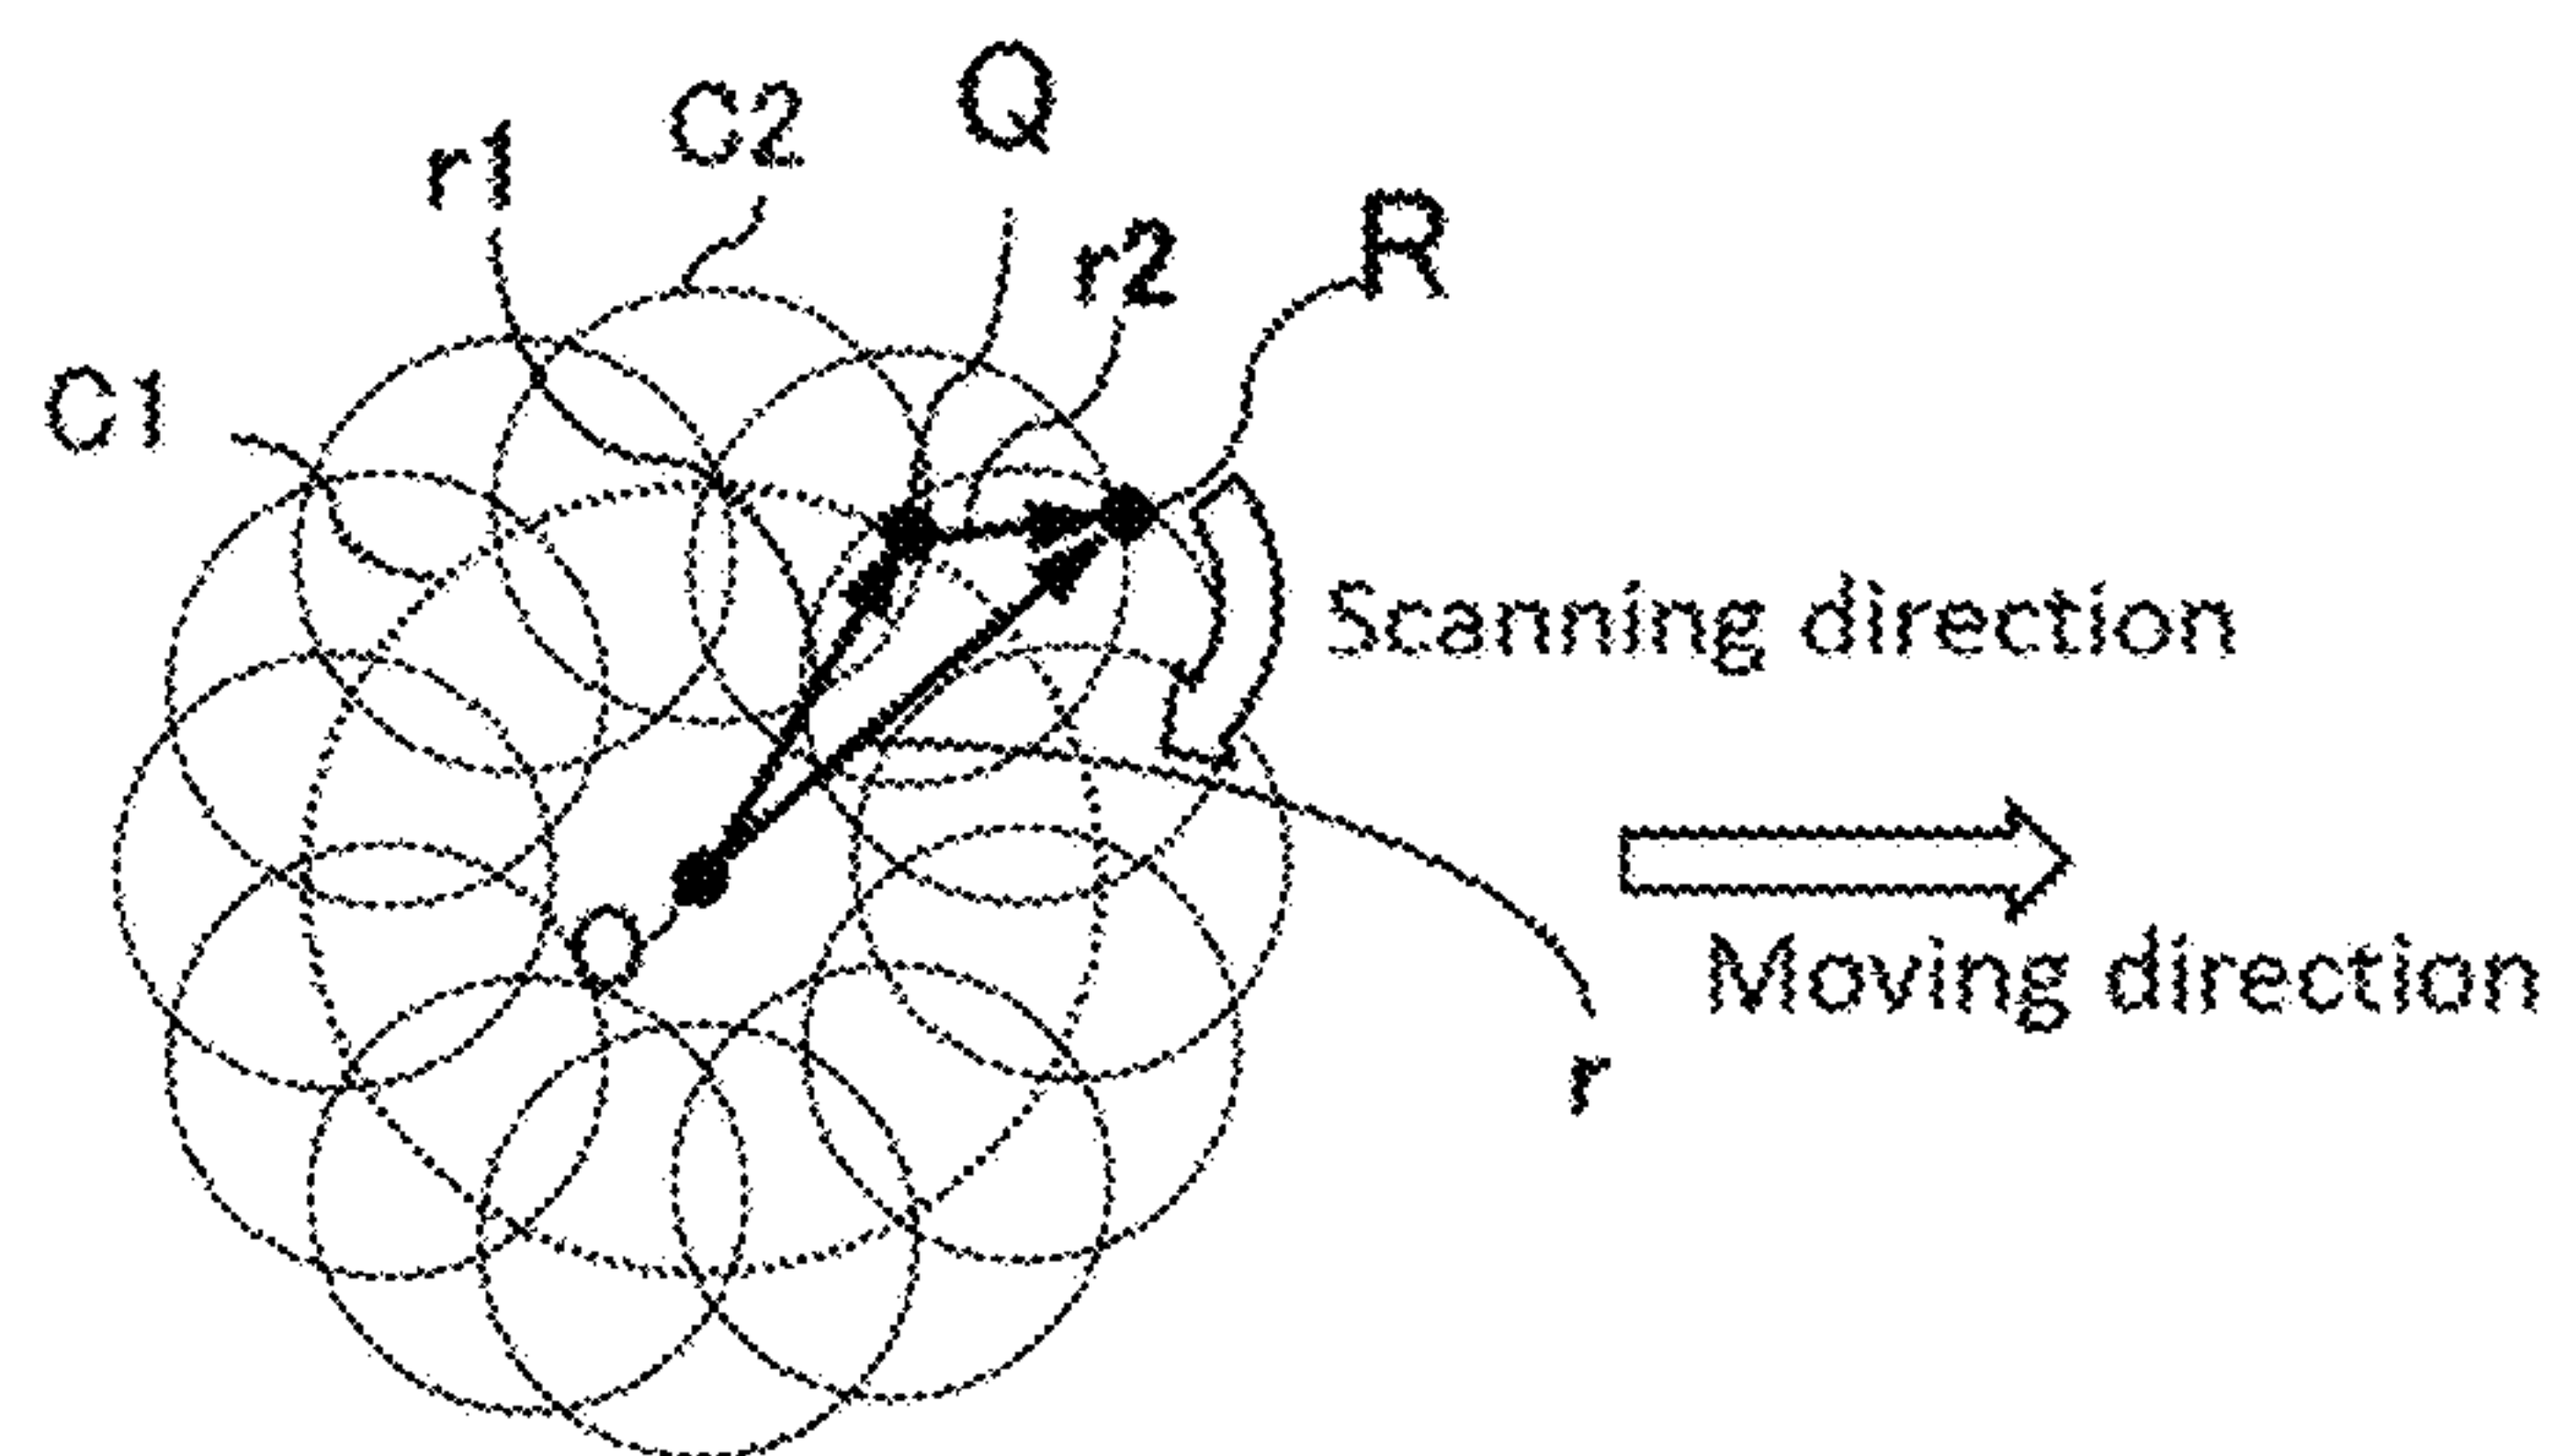 Q
C2
r1
R
r2
C1
Scanning direction
O
Moving direction
r